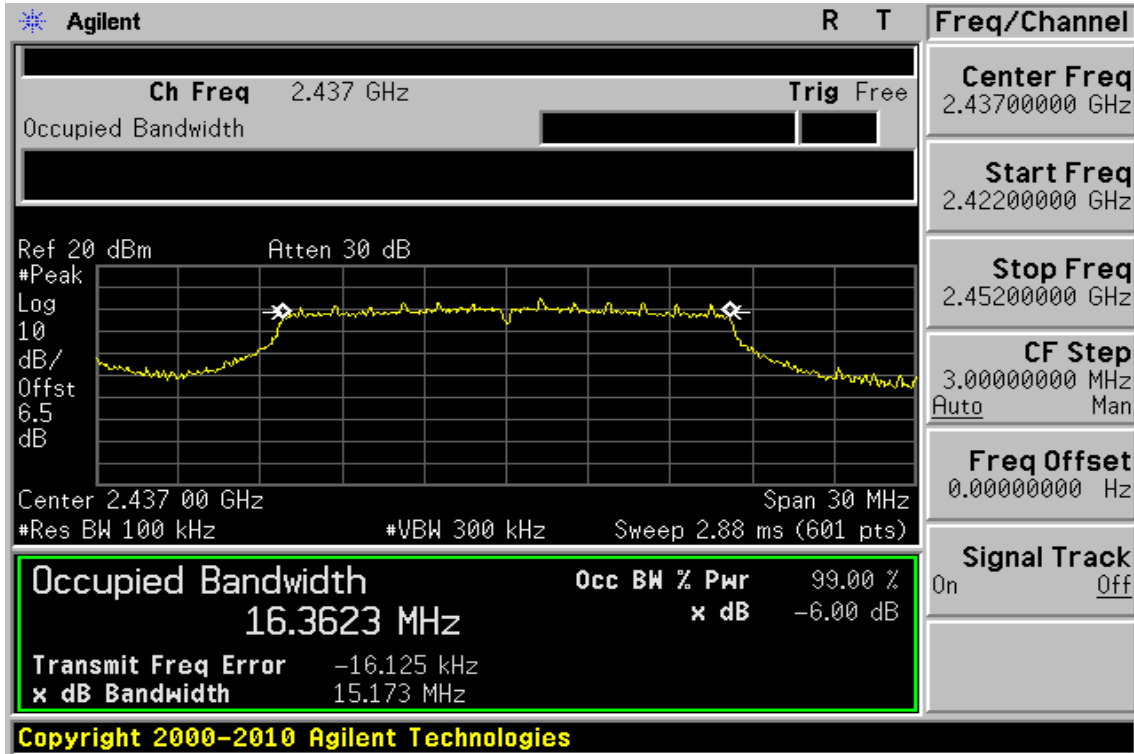 Agilent R T
Ch Freq 2.437 GHz Trig Free
Occupied Bandwidth
Ref 20 dBm Atten 30 dB
#Peak
Log
10
dB/
Offst
6.5
dB
Center 2.437 00 GHz Span 30 MHz
#Res BW 100 kHz #VBW 300 kHz Sweep 2.88 ms (601 pts)
Occupied Bandwidth Occ BW % Pwr 99.00 %
16.3623 MHz x dB -6.00 dB
Transmit Freq Error -16.125 kHz
x dB Bandwidth 15.173 MHz
Copyright 2000-2010 Agilent Technologies
Freq/Channel
Center Freq
2.43700000 GHz
Start Freq
2.42200000 GHz
Stop Freq
2.45200000 GHz
CF Step
3.00000000 MHz
Auto Man
Freq Offset
0.00000000 Hz
Signal Track
On Off